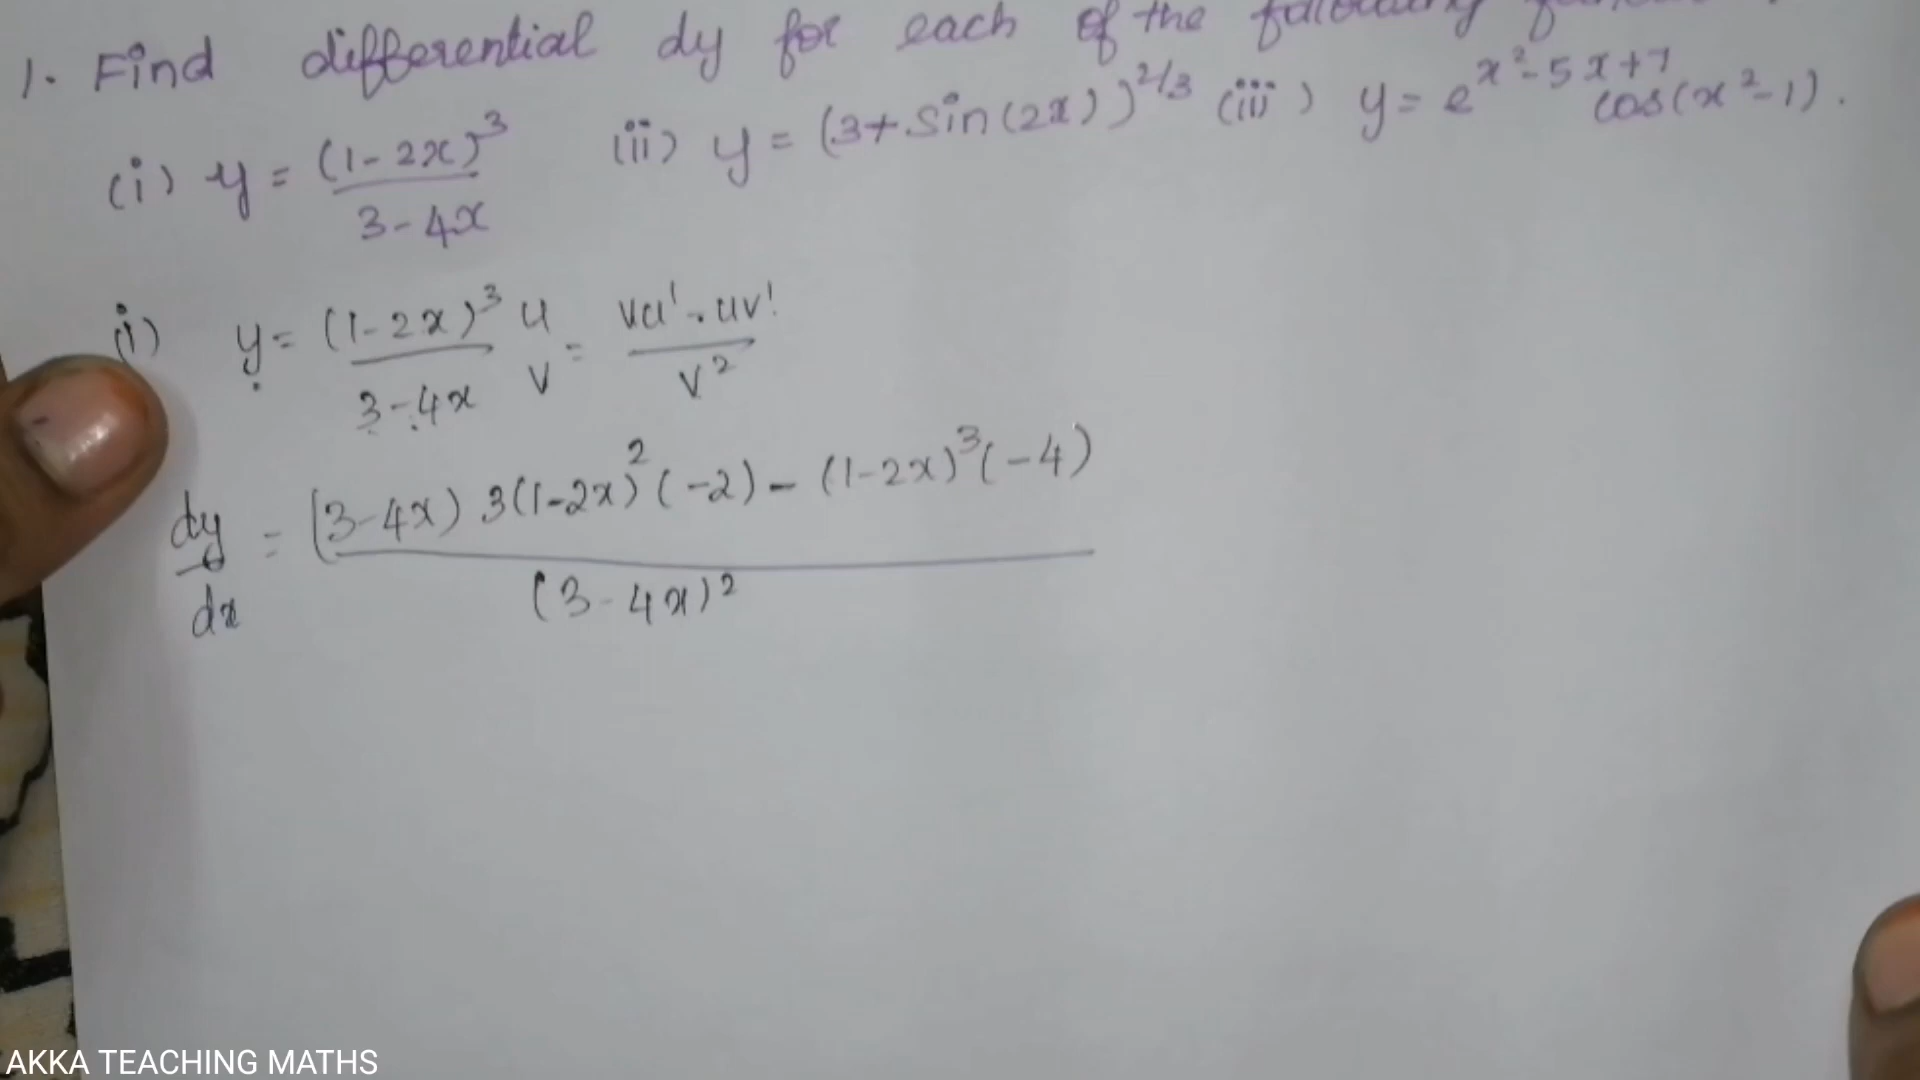 1. Find differential dy for each of the following
(i) y = (1-2x)^3 / 3-4x (ii) y = (3+sin(2x))^2/3 (iii) y = e^x^2-5x+7 cos(x^2-1).
(i) y = (1-2x)^3 / 3-4x u / v = vu'-uv' / v^2
dy/dx = (3-4x) 3(1-2x)^2 (-2) - (1-2x)^3 (-4) / (3-4x)^2
AKKA TEACHING MATHS